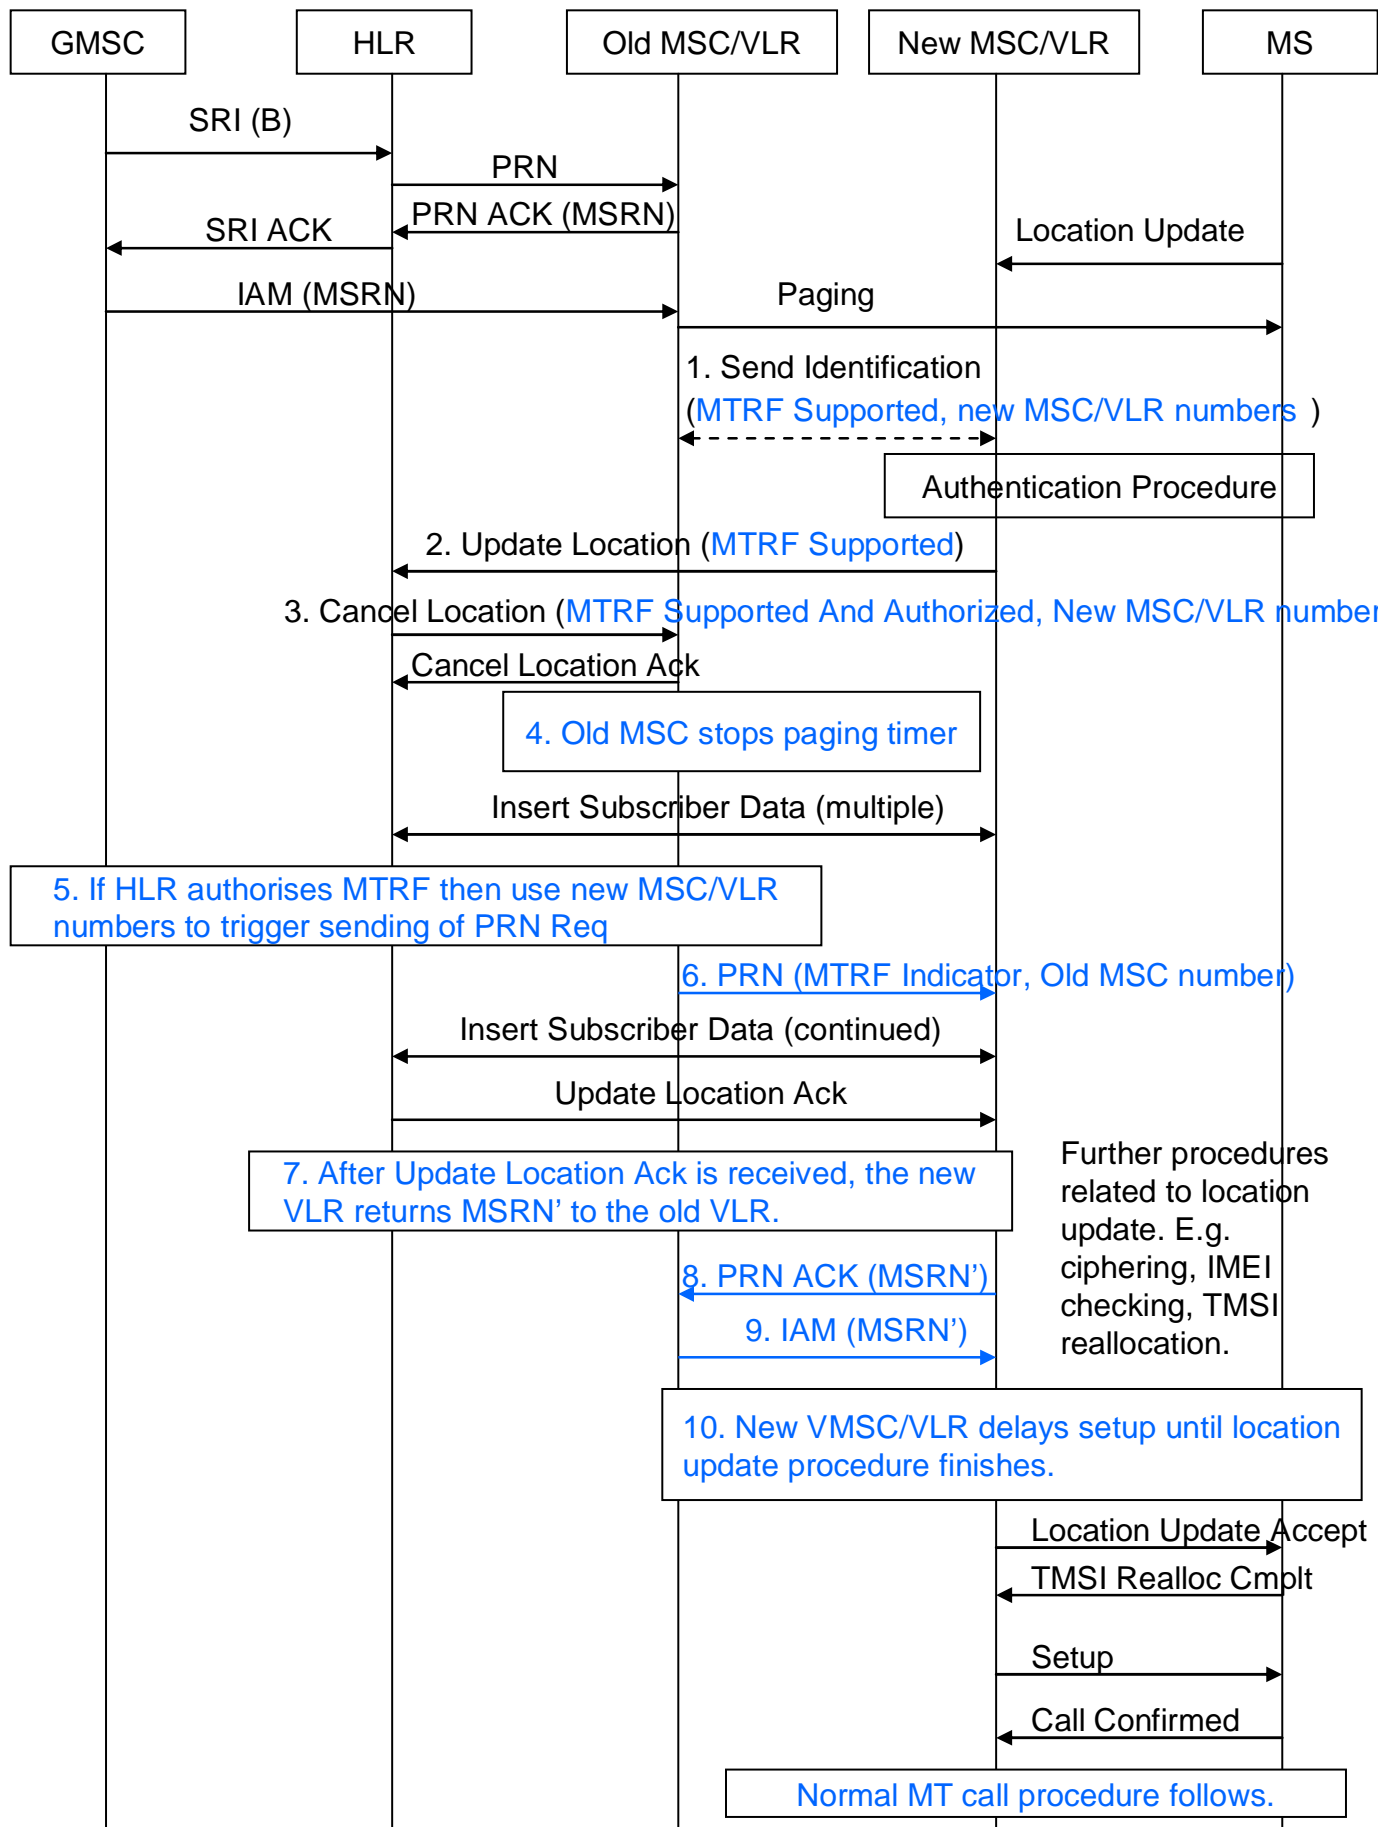 GMSC
HLR
Old MSC/VLR
New MSC/VLR
MS
SRI (B)
PRN
PRN ACK (MSRN)
SRI ACK
Location Update
IAM (MSRN)
Paging
1. Send Identification
(MTRF Supported, new MSC/VLR numbers )
Authentication Procedure
2. Update Location (MTRF Supported)
3. Cancel Location (MTRF Supported And Authorized, New MSC/VLR number
Cancel Location Ack
4. Old MSC stops paging timer
Insert Subscriber Data (multiple)
5. If HLR authorises MTRF then use new MSC/VLR
numbers to trigger sending of PRN Req
6. PRN (MTRF Indicator, Old MSC number)
Insert Subscriber Data (continued)
Update Location Ack
7. After Update Location Ack is received, the new
VLR returns MSRN’ to the old VLR.
Further procedures
related to location
update. E.g.
ciphering, IMEI
checking, TMSI
reallocation.
8. PRN ACK (MSRN’)
9. IAM (MSRN’)
10. New VMSC/VLR delays setup until location
update procedure finishes.
Location Update Accept
TMSI Realloc Cmplt
Setup
Call Confirmed
Normal MT call procedure follows.